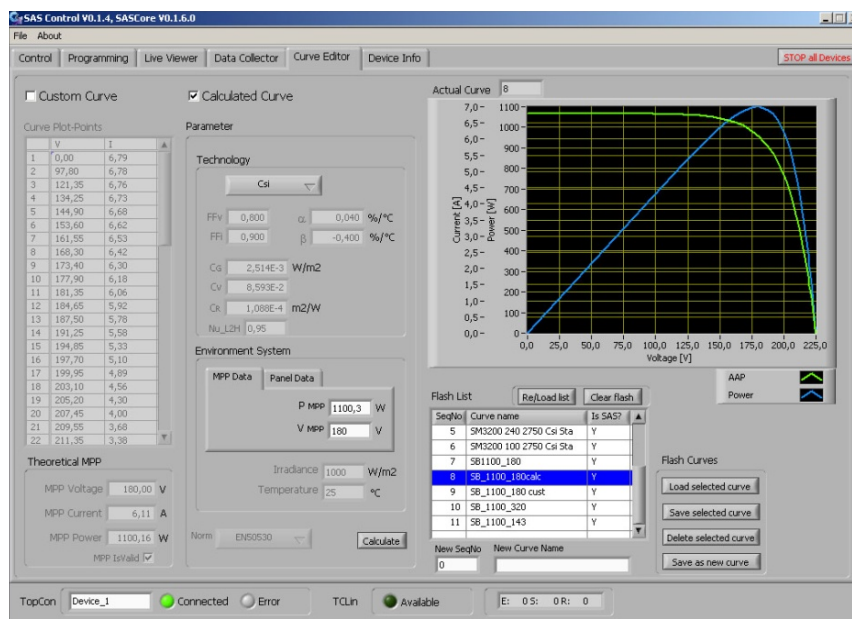 SAS Control V0.1.4, SASCore V0.1.6.0
File About
Control Programming Live Viewer Data Collector Curve Editor Device Info STOP all Devices
Custom Curve
Calculated Curve
Actual Curve 8
Curve Plot-Points
V I
1 0,00 6,79
2 97,80 6,78
3 121,35 6,76
4 134,25 6,73
5 144,90 6,68
6 153,60 6,62
7 161,55 6,53
8 168,30 6,42
9 173,40 6,30
10 177,90 6,18
11 181,35 6,06
12 184,65 5,92
13 187,50 5,78
14 191,25 5,58
15 194,85 5,33
16 197,70 5,10
17 199,95 4,89
18 203,10 4,56
19 205,20 4,30
20 207,45 4,00
21 209,55 3,68
22 211,35 3,38
Theoretical MPP
MPP Voltage 180,00 V
MPP Current 6,11 A
MPP Power 1100,16 W
MPP IsValid
Parameter
Technology
Csi
FFv 0,800 α 0,040 %/°C
FFi 0,900 β -0,400 %/°C
CG 2,514E-3 W/m2
Cv 8,593E-2
CR 1,088E-4 m2/W
Nu_L2H 0,95
Environment System
MPP Data Panel Data
P MPP 1100,3 W
V MPP 180 V
Irradiance 1000 W/m2
Temperature 25 °C
Norm EN50530 Calculate
Current [A]
7,0
6,5
6,0
5,5
5,0
4,5
4,0
3,5
3,0
2,5
2,0
1,5
1,0
0,5
0,0
Power [W]
1100
1000
900
800
700
600
500
400
300
200
100
0
0,0 25,0 50,0 75,0 100,0 125,0 150,0 175,0 200,0 225,0
Voltage [V]
AAP
Power
Flash List Re/Load list Clear flash
SeqNo Curve name Is SAS?
5 SM3200 240 2750 Csi Sta Y
6 SM3200 100 2750 Csi Sta Y
7 SB1100_180 Y
8 SB_1100_180calc Y
9 SB_1100_180 cust Y
10 SB_1100_320 Y
11 SB_1100_143 Y
New SeqNo New Curve Name
0
Flash Curves
Load selected curve
Save selected curve
Delete selected curve
Save as new curve
TopCon Device_1 Connected Error TCLin Available E: 0 S: 0 R: 0